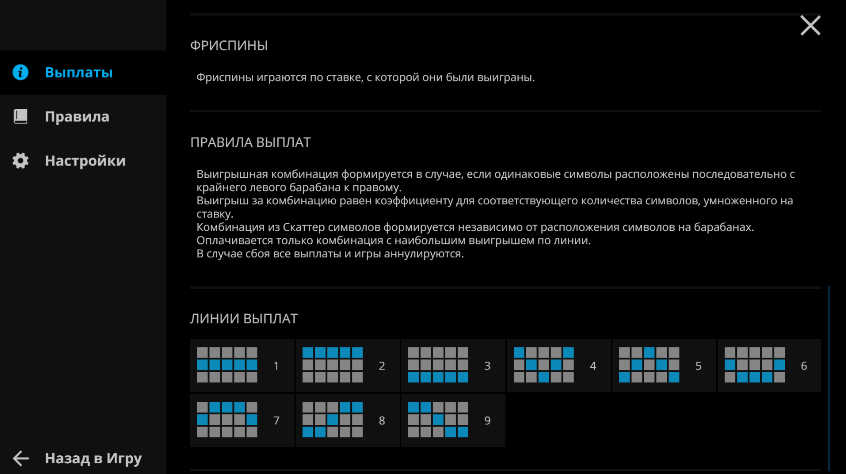 Выплаты
Правила
Настройки
Назад в Игру
ФРИСПИНЫ
Фриспины играются по ставке, с которой они были выиграны.
ПРАВИЛА ВЫПЛАТ
Выигрышная комбинация формируется в случае, если одинаковые символы расположены последовательно с
крайнего левого барабана к правому.
Выигрыш за комбинацию равен коэффициенту для соответствующего количества символов, умноженного на
ставку.
Комбинация из Скаттер символов формируется независимо от расположения символов на барабанах.
Оплачивается только комбинация с наибольшим выигрышем по линии.
В случае сбоя все выплаты и игры аннулируются.
ЛИНИИ ВЫПЛАТ
1 2 3 4 5 6
7 8 9